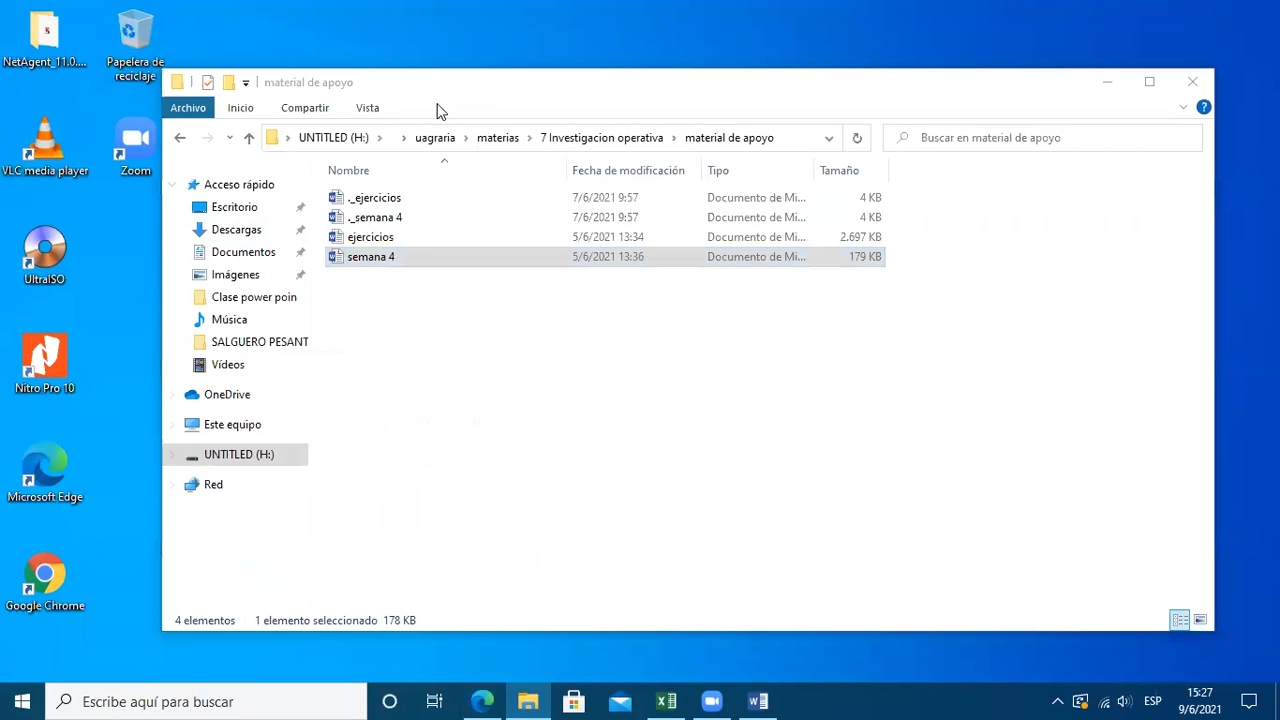 NetAgent_11.0....
Papelera de
reciclaje
VLC media player
Zoom
UltraISO
Nitro Pro 10
Microsoft Edge
Google Chrome
material de apoyo
Archivo Inicio Compartir Vista
UNTITLED (H:) > uagraria > materias > 7 Investigacion operativa > material de apoyo
Buscar en material de apoyo
Nombre Fecha de modificación Tipo Tamaño
._ejercicios 7/6/2021 9:57 Documento de Mi... 4 KB
._semana 4 7/6/2021 9:57 Documento de Mi... 4 KB
ejercicios 5/6/2021 13:34 Documento de Mi... 2.697 KB
semana 4 5/6/2021 13:36 Documento de Mi... 179 KB
Acceso rápido
Escritorio
Descargas
Documentos
Imágenes
Clase power poin
Música
SALGUERO PESANT
Vídeos
OneDrive
Este equipo
UNTITLED (H:)
Red
4 elementos 1 elemento seleccionado 178 KB
Escribe aquí para buscar
ESP
15:27
9/6/2021